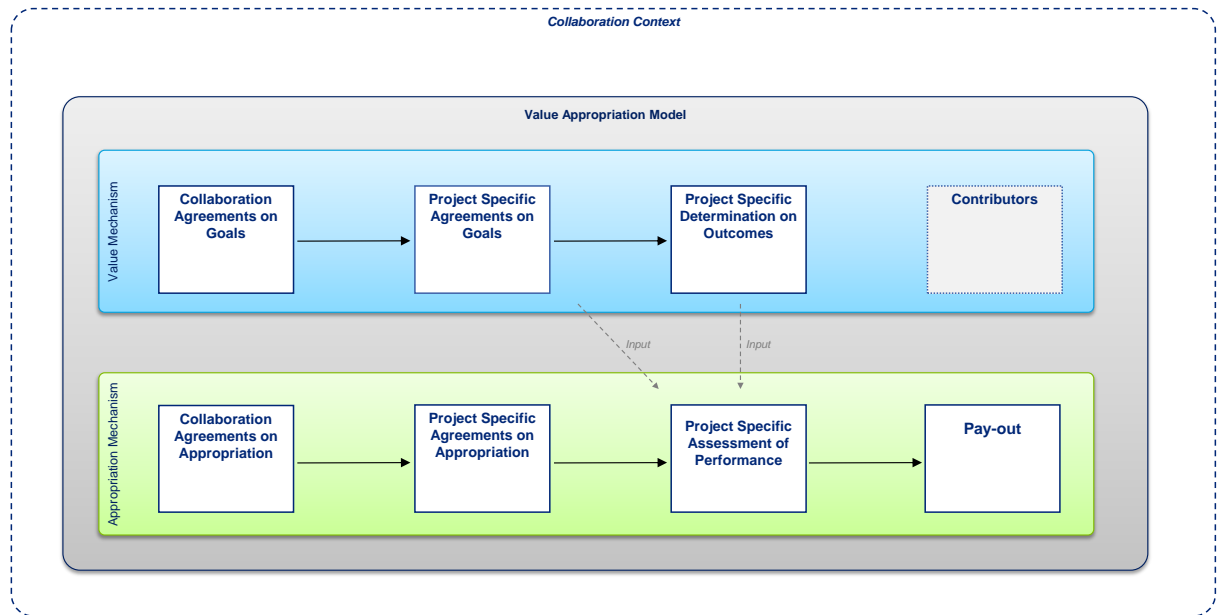 Collaboration Context
Value Appropriation Model
Value Mechanism
Collaboration
Agreements on
Goals
Project Specific
Agreements on
Goals
Project Specific
Determination on
Outcomes
Contributors
Input
Input
Appropriation Mechanism
Collaboration
Agreements on
Appropriation
Project Specific
Agreements on
Appropriation
Project Specific
Assessment of
Performance
Pay-out